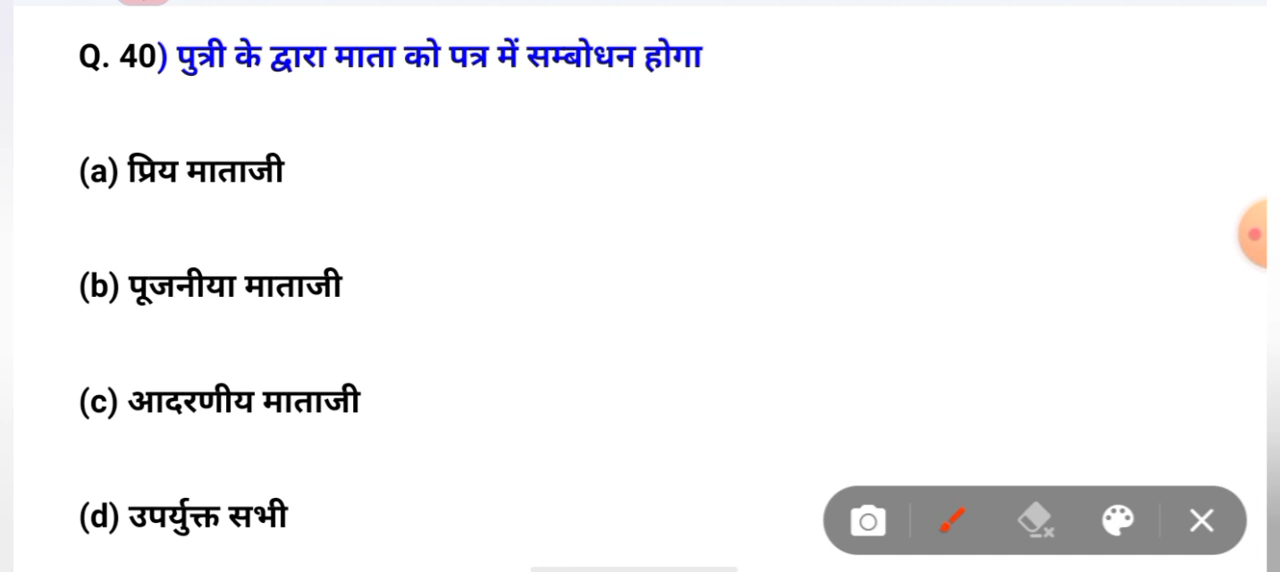 Q. 40) पुत्री के द्वारा माता को पत्र में सम्बोधन होगा
(a) प्रिय माताजी
(b) पूजनीया माताजी
(c) आदरणीय माताजी
(d) उपर्युक्त सभी